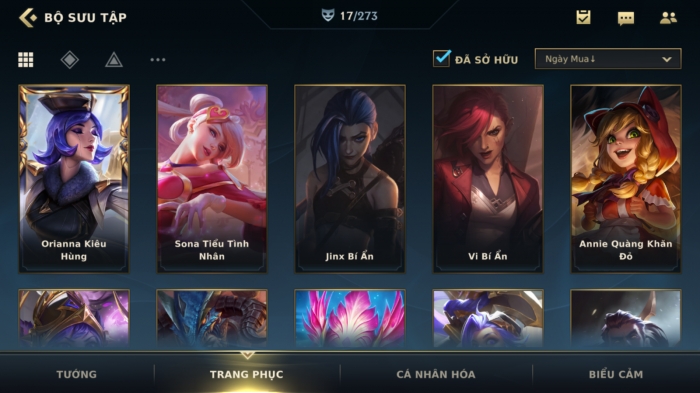 BỘ SƯU TẬP
17/273
ĐÃ SỞ HỮU
Ngày Mua↓
Orianna Kiêu
Hùng
Sona Tiểu Tinh
Nhân
Jinx Bí Ẩn
Vi Bí Ẩn
Annie Quàng Khăn
Đỏ
TƯỚNG
TRANG PHỤC
CÁ NHÂN HÓA
BIỂU CẢM